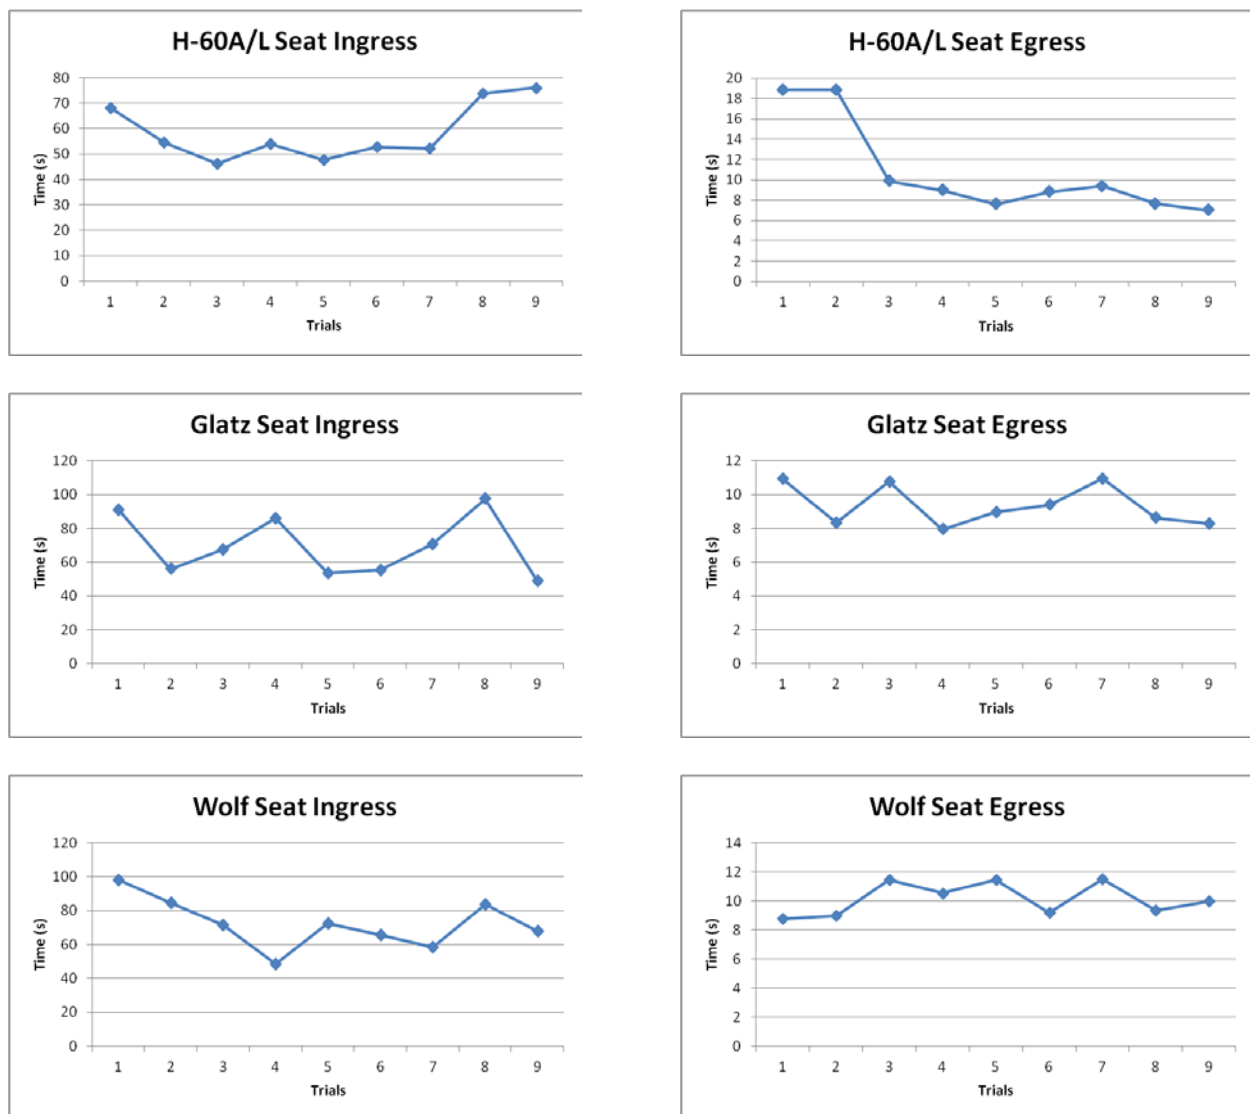 H-60A/L Seat Ingress
80
70
60
50
40
30
20
10
0
Time (s)
1 2 3 4 5 6 7 8 9
Trials
H-60A/L Seat Egress
20
18
16
14
12
10
8
6
4
2
0
Time (s)
1 2 3 4 5 6 7 8 9
Trials
Glatz Seat Ingress
120
100
80
60
40
20
0
Time (s)
1 2 3 4 5 6 7 8 9
Trials
Glatz Seat Egress
12
10
8
6
4
2
0
Time (s)
1 2 3 4 5 6 7 8 9
Trials
Wolf Seat Ingress
120
100
80
60
40
20
0
Time (s)
1 2 3 4 5 6 7 8 9
Trials
Wolf Seat Egress
14
12
10
8
6
4
2
0
Time (s)
1 2 3 4 5 6 7 8 9
Trials